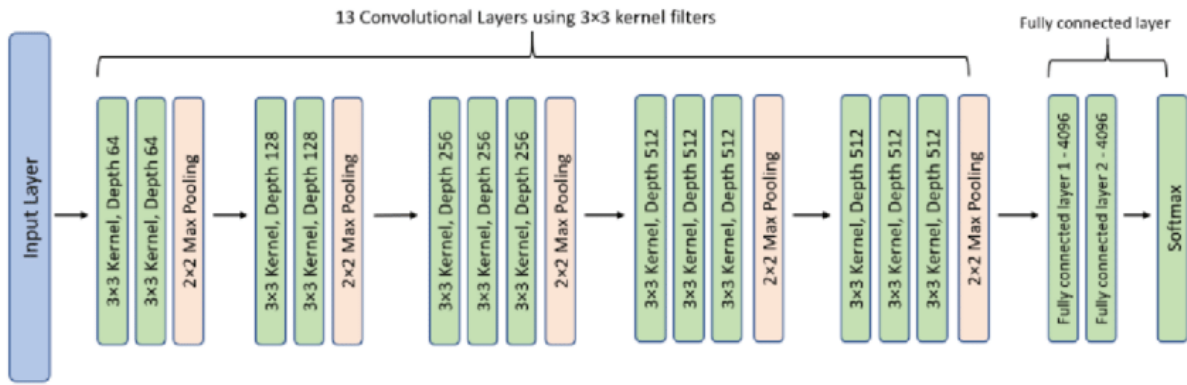 13 Convolutional Layers using 3×3 kernel filters
Fully connected layer
Input Layer
3×3 Kernel, Depth 64
3×3 Kernel, Depth 64
2×2 Max Pooling
3×3 Kernel, Depth 128
3×3 Kernel, Depth 128
2×2 Max Pooling
3×3 Kernel, Depth 256
3×3 Kernel, Depth 256
3×3 Kernel, Depth 256
2×2 Max Pooling
3×3 Kernel, Depth 512
3×3 Kernel, Depth 512
3×3 Kernel, Depth 512
2×2 Max Pooling
3×3 Kernel, Depth 512
3×3 Kernel, Depth 512
3×3 Kernel, Depth 512
2×2 Max Pooling
Fully connected layer 1 - 4096
Fully connected layer 2 - 4096
Softmax